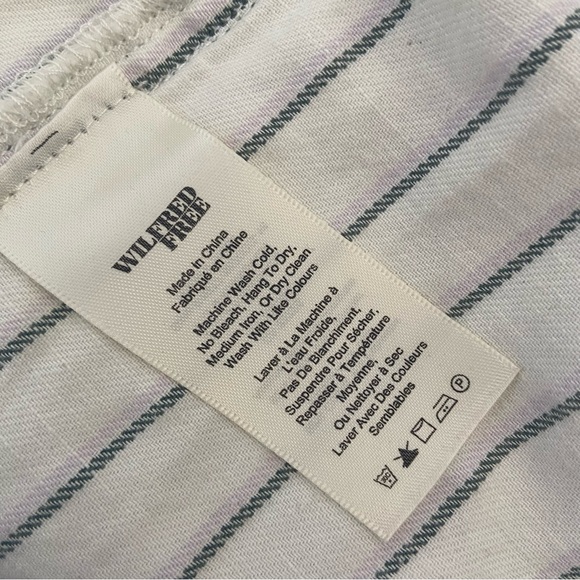 WILFRED
FREE
Made in China
Fabriqué en Chine
Machine Wash Cold,
No Bleach, Hang To Dry,
Medium Iron, Or Dry Clean
Wash With Like Colours
Laver à La Machine à
L'eau Froide,
Pas De Blanchiment,
Suspendre Pour Sécher,
Repasser à Température
Moyenne,
Ou Nettoyer à Sec
Laver Avec Des Couleurs
Semblables
30C
P